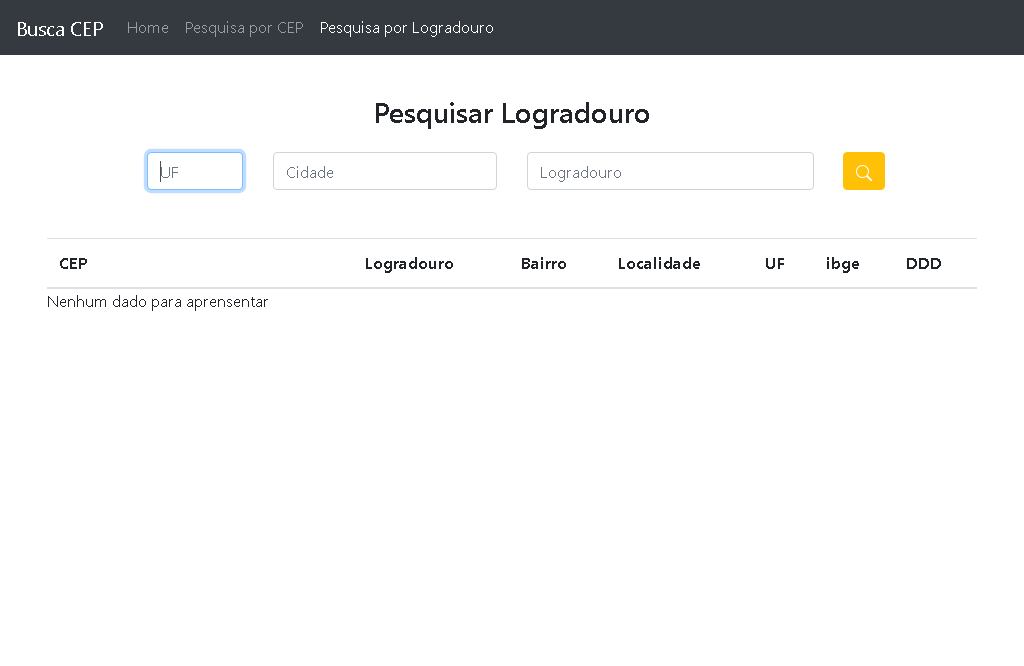 Busca CEP Home Pesquisa por CEP Pesquisa por Logradouro
Pesquisar Logradouro
UF Cidade Logradouro
CEP Logradouro Bairro Localidade UF ibge DDD
Nenhum dado para aprensentar